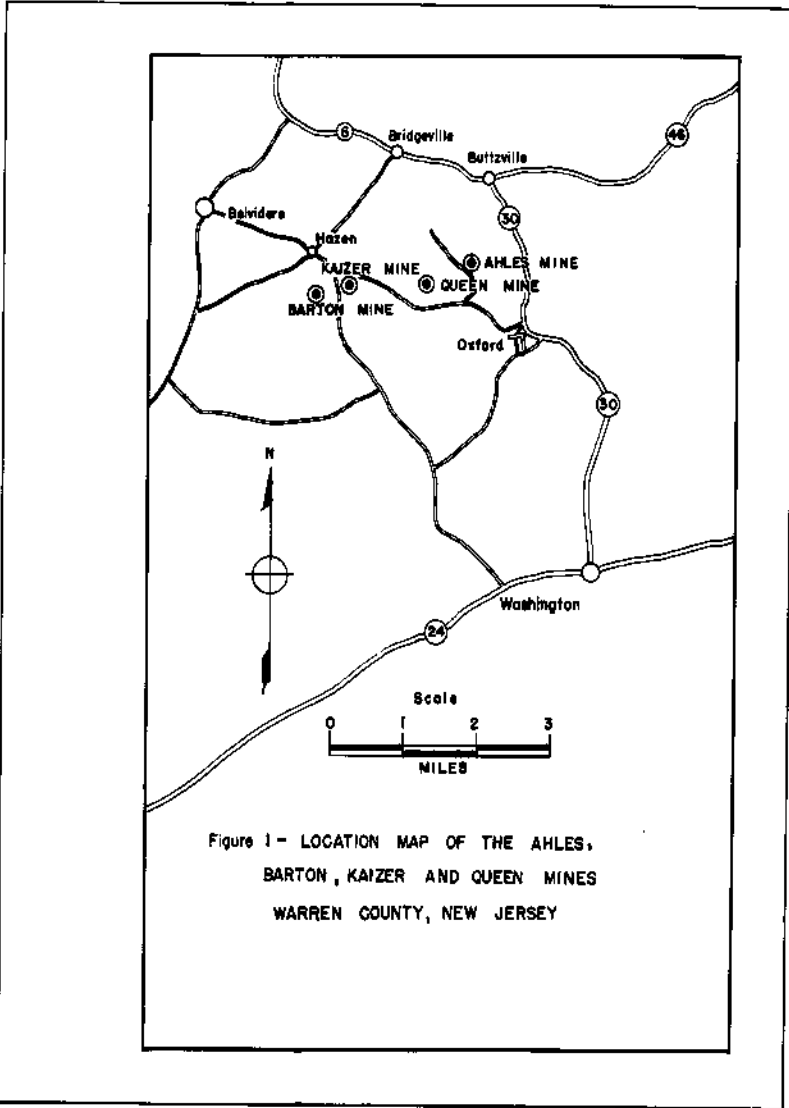 6
Bridgeville
46
Buttzville
Belvidere
30
Hazen
AHLES MINE
KAIZER MINE
QUEEN MINE
BARTON MINE
Oxford
30
N
Washington
24
Scale
0 1 2 3
MILES
Figure 1 - LOCATION MAP OF THE AHLES,
BARTON, KAIZER AND QUEEN MINES
WARREN COUNTY, NEW JERSEY